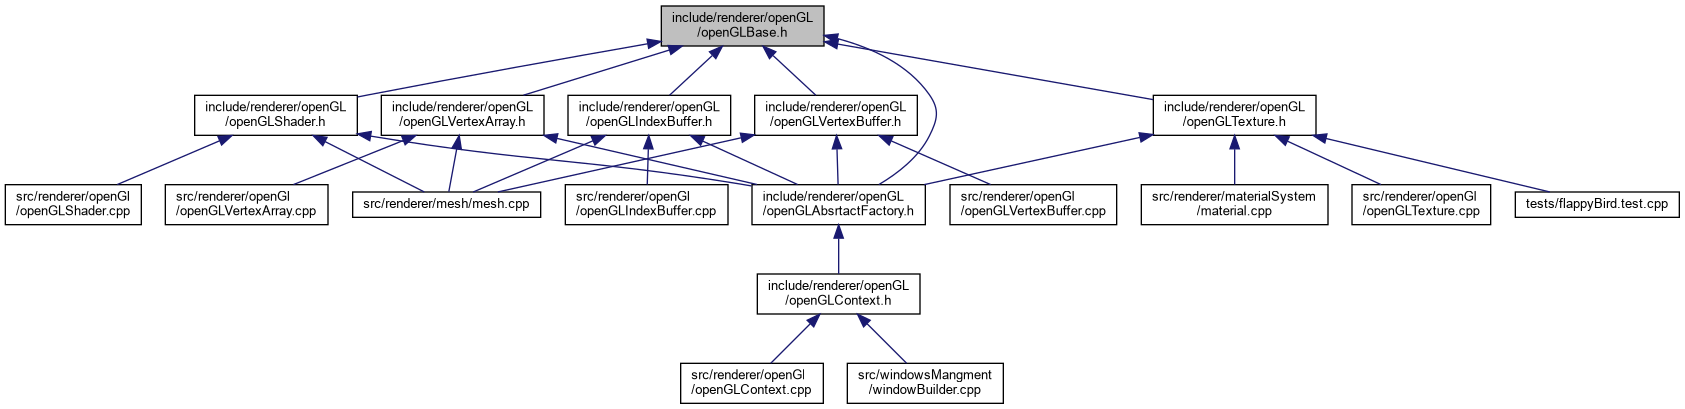 include/renderer/openGL
/openGLBase.h
include/renderer/openGL
/openGLShader.h
include/renderer/openGL
/openGLVertexArray.h
include/renderer/openGL
/openGLIndexBuffer.h
include/renderer/openGL
/openGLVertexBuffer.h
include/renderer/openGL
/openGLTexture.h
src/renderer/openGl
/openGLShader.cpp
src/renderer/openGl
/openGLVertexArray.cpp
src/renderer/mesh/mesh.cpp
src/renderer/openGl
/openGLIndexBuffer.cpp
include/renderer/openGL
/openGLAbsrtactFactory.h
src/renderer/openGl
/openGLVertexBuffer.cpp
src/renderer/materialSystem
/material.cpp
src/renderer/openGl
/openGLTexture.cpp
tests/flappyBird.test.cpp
include/renderer/openGL
/openGLContext.h
src/renderer/openGl
/openGLContext.cpp
src/windowsMangment
/windowBuilder.cpp